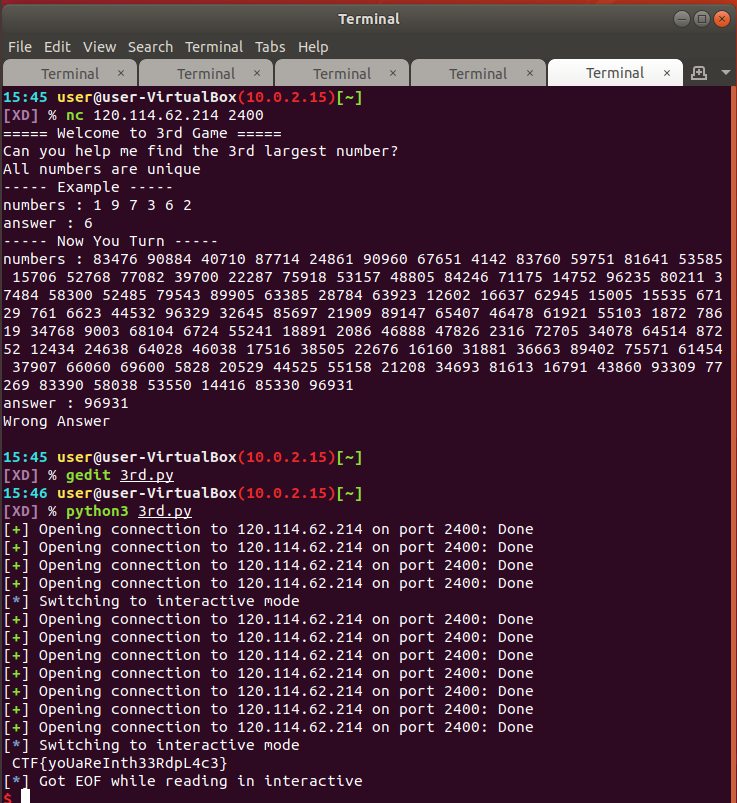 Terminal
File Edit View Search Terminal Tabs Help
Terminal × Terminal × Terminal × Terminal × Terminal ×
15:45 user@user-VirtualBox(10.0.2.15)[~]
[XD] % nc 120.114.62.214 2400
===== Welcome to 3rd Game =====
Can you help me find the 3rd largest number?
All numbers are unique
----- Example -----
numbers : 1 9 7 3 6 2
answer : 6
----- Now You Turn -----
numbers : 83476 90884 40710 87714 24861 90960 67651 4142 83760 59751 81641 53585
 15706 52768 77082 39700 22287 75918 53157 48805 84246 71175 14752 96235 80211 3
7484 58300 52485 79543 89905 63385 28784 63923 12602 16637 62945 15005 15535 671
29 761 6623 44532 96329 32645 85697 21909 89147 65407 46478 61921 55103 1872 786
19 34768 9003 68104 6724 55241 18891 2086 46888 47826 2316 72705 34078 64514 872
52 12434 24638 64028 46038 17516 38505 22676 16160 31881 36663 89402 75571 61454
 37907 66060 69600 5828 20529 44525 55158 21208 34693 81613 16791 43860 93309 77
269 83390 58038 53550 14416 85330 96931
answer : 96931
Wrong Answer
15:45 user@user-VirtualBox(10.0.2.15)[~]
[XD] % gedit 3rd.py
15:46 user@user-VirtualBox(10.0.2.15)[~]
[XD] % python3 3rd.py
[+] Opening connection to 120.114.62.214 on port 2400: Done
[+] Opening connection to 120.114.62.214 on port 2400: Done
[+] Opening connection to 120.114.62.214 on port 2400: Done
[+] Opening connection to 120.114.62.214 on port 2400: Done
[*] Switching to interactive mode
[+] Opening connection to 120.114.62.214 on port 2400: Done
[+] Opening connection to 120.114.62.214 on port 2400: Done
[+] Opening connection to 120.114.62.214 on port 2400: Done
[+] Opening connection to 120.114.62.214 on port 2400: Done
[+] Opening connection to 120.114.62.214 on port 2400: Done
[+] Opening connection to 120.114.62.214 on port 2400: Done
[+] Opening connection to 120.114.62.214 on port 2400: Done
[*] Switching to interactive mode
 CTF{yoUaReInth33RdpL4c3}
[*] Got EOF while reading in interactive
$